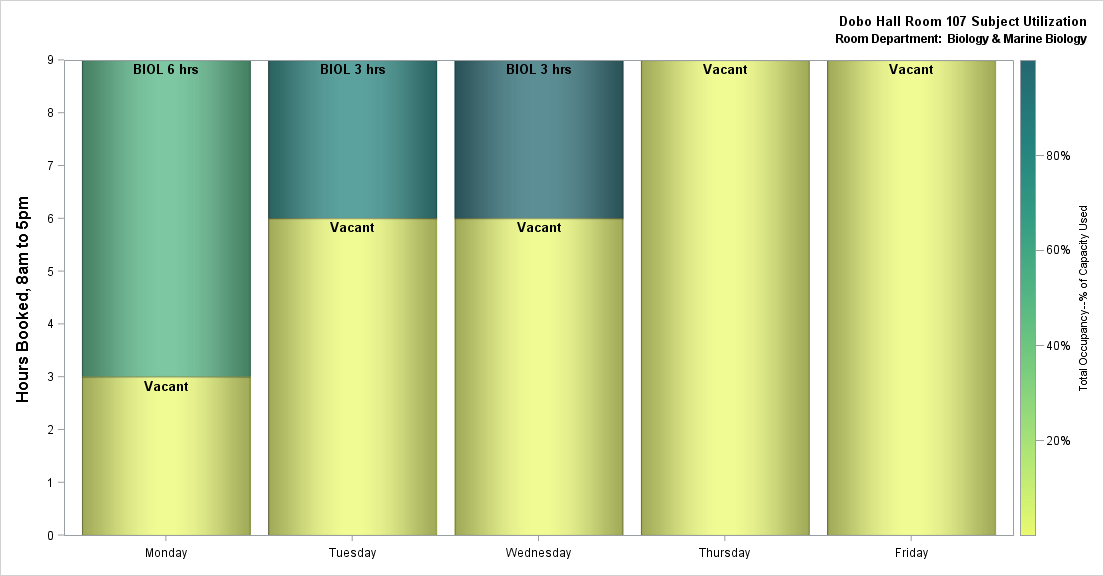 Dobo Hall Room 107 Subject Utilization
Room Department: Biology & Marine Biology
Hours Booked, 8am to 5pm
9
8
7
6
5
4
3
2
1
0
BIOL 6 hrs
Vacant
BIOL 3 hrs
Vacant
BIOL 3 hrs
Vacant
Vacant
Vacant
Monday
Tuesday
Wednesday
Thursday
Friday
80%
60%
40%
20%
Total Occupancy--% of Capacity Used